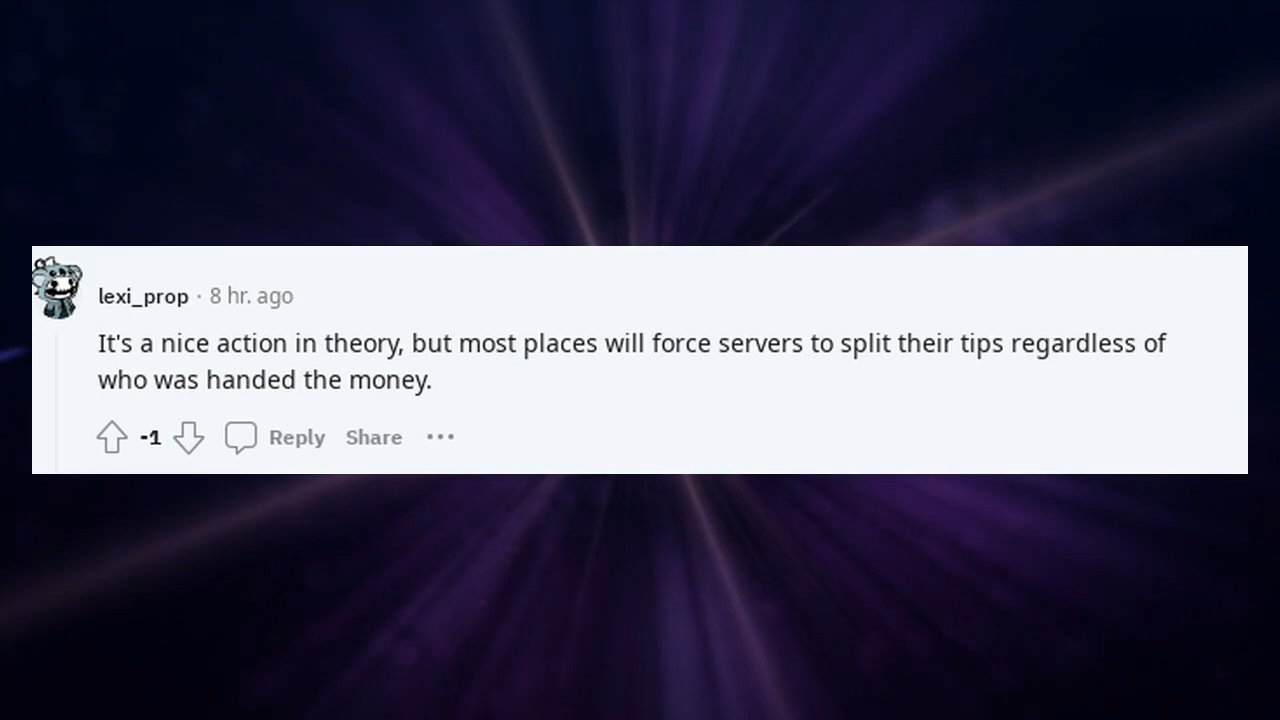 lexi_prop · 8 hr. ago
It's a nice action in theory, but most places will force servers to split their tips regardless of
who was handed the money.
-1 Reply Share •••